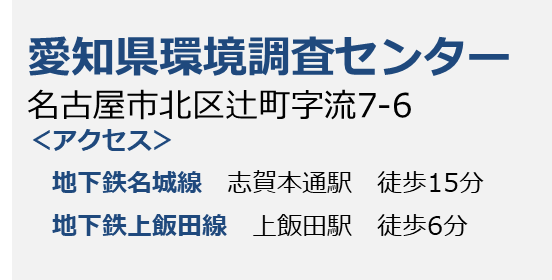 愛知県環境調査センター
名古屋市北区辻町字流7-6
＜アクセス＞
地下鉄名城線　志賀本通駅　徒歩15分
地下鉄上飯田線　上飯田駅　徒歩6分